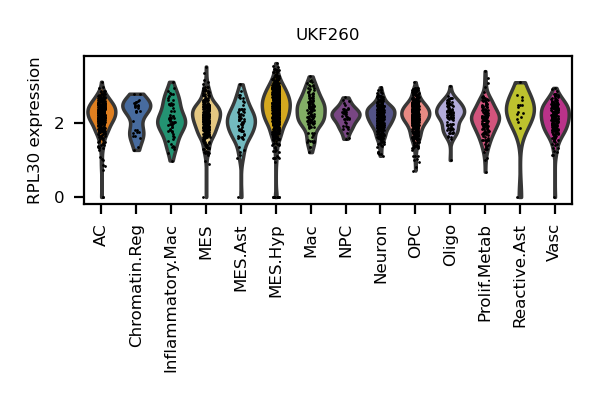 UKF260
RPL30 expression
2
0
AC
Chromatin.Reg
Inflammatory.Mac
MES
MES.Ast
MES.Hyp
Mac
NPC
Neuron
OPC
Oligo
Prolif.Metab
Reactive.Ast
Vasc